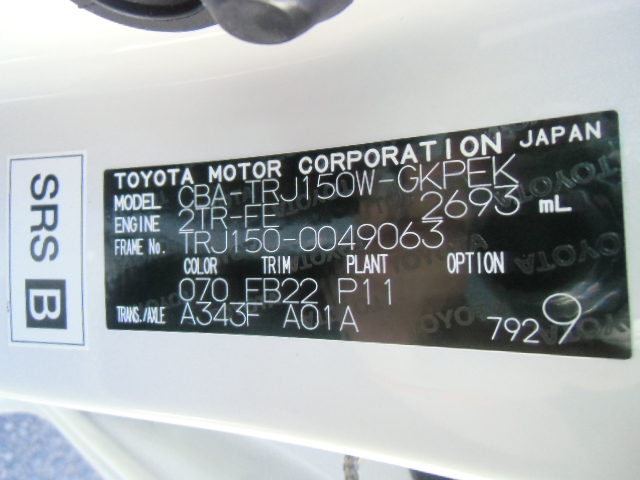 TOYOTA MOTOR CORPORATION JAPAN
MODEL CBA-TRJ150W-GKPEK
ENGINE 2TR-FE 2693 mL
FRAME No. TRJ150-0049063
COLOR TRIM PLANT OPTION
070 FB22 P11
TRANS./AXLE A343F A01A
7929
SRS B